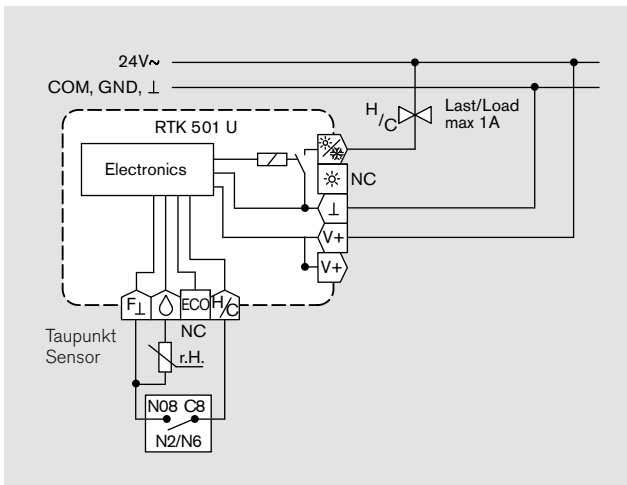 24V~
COM, GND, ⊥
H/C
Last/Load
max 1A
RTK 501 U
Electronics
NC
⊥
V+
V+
F⊥
ECO
H/C
NC
Taupunkt
Sensor
r.H.
N08 C8
N2/N6